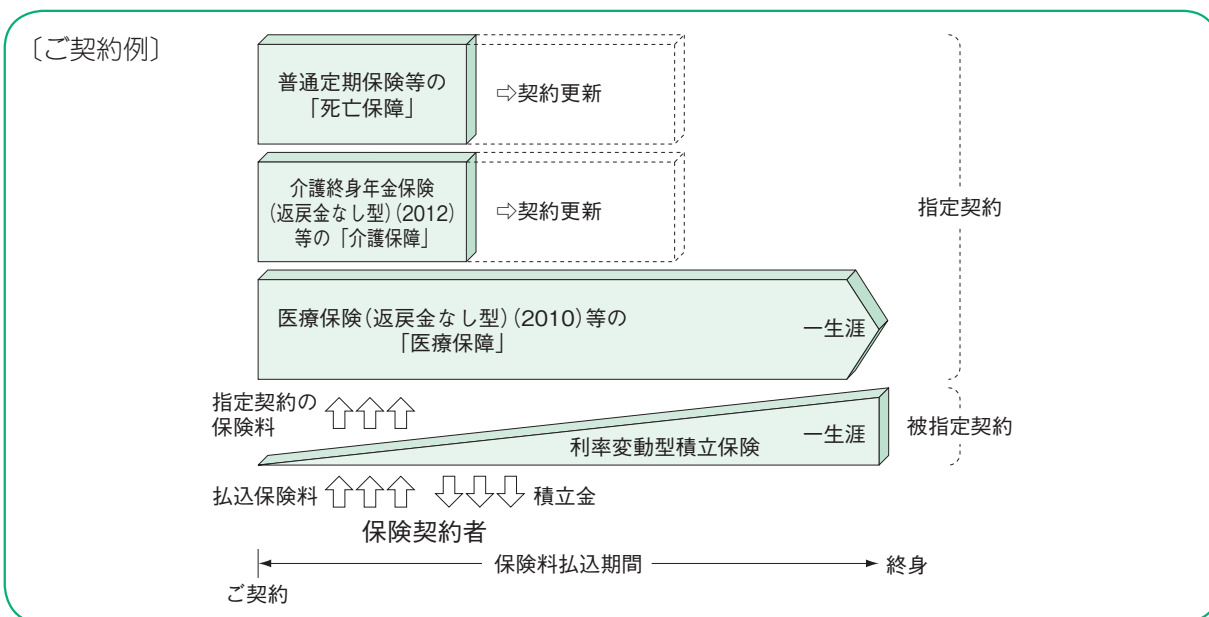 〔ご契約例〕
普通定期保険等の
「死亡保障」
⇨契約更新
介護終身年金保険
(返戻金なし型)(2012)
等の「介護保障」
⇨契約更新
指定契約
医療保険(返戻金なし型)(2010)等の
「医療保障」
一生涯
指定契約の
保険料
利率変動型積立保険
一生涯
被指定契約
払込保険料
積立金
保険契約者
保険料払込期間
終身
ご契約